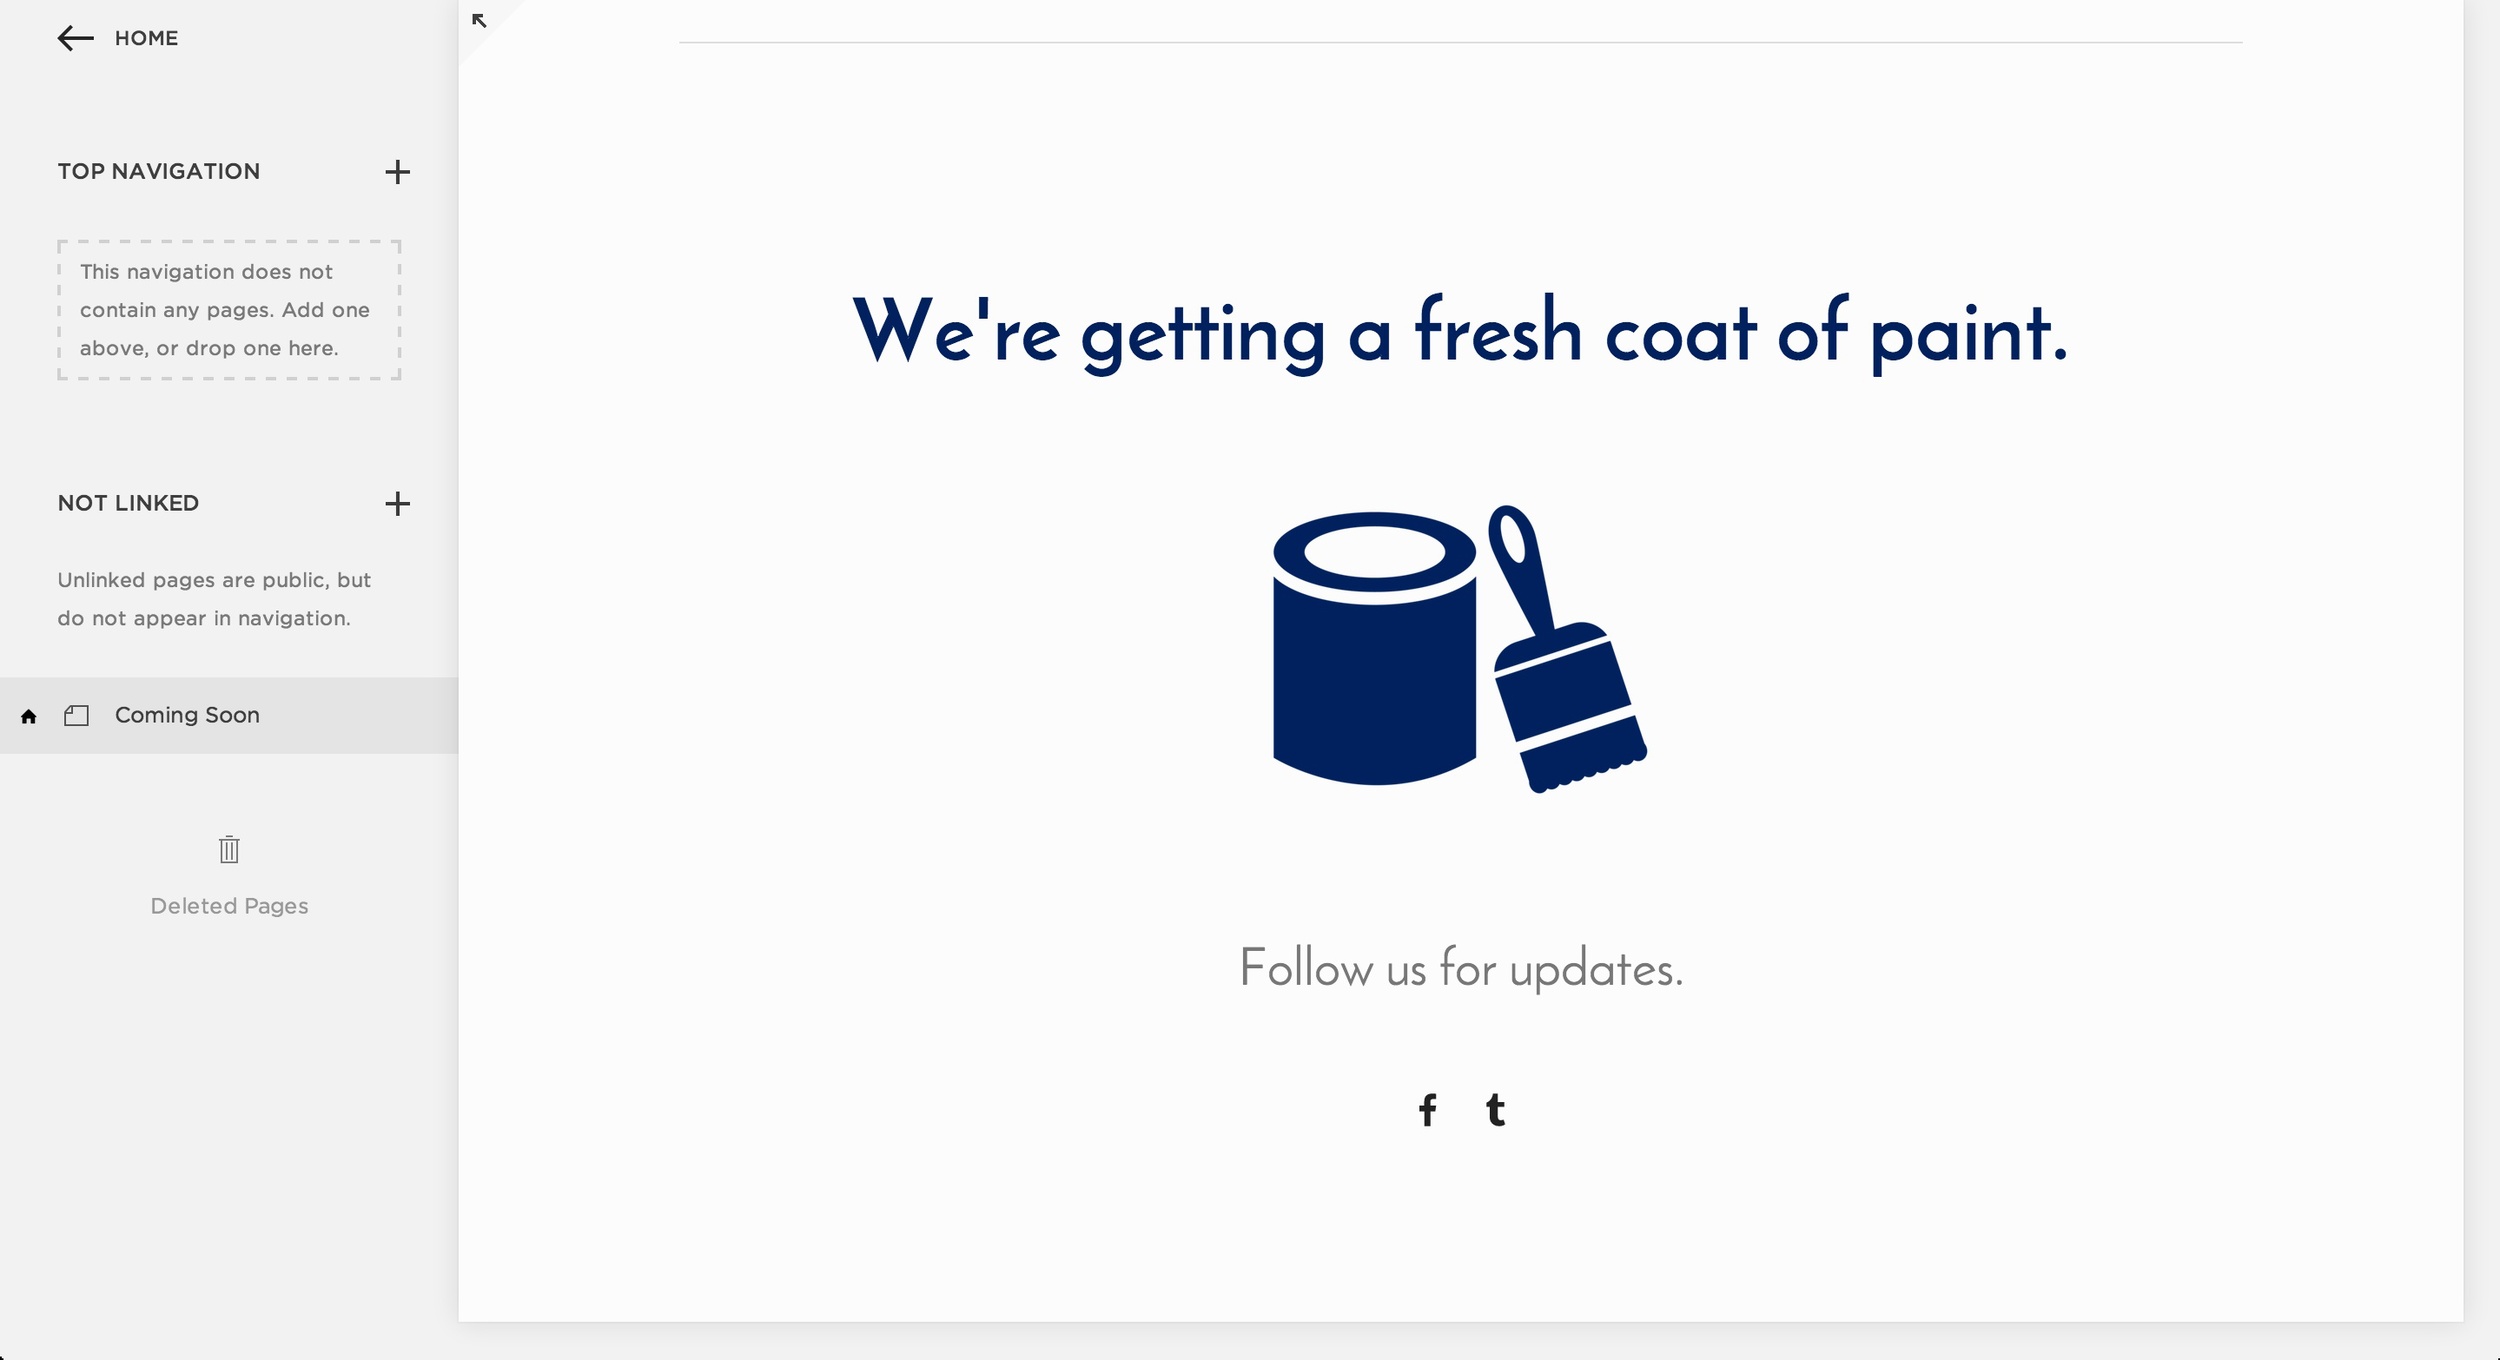 HOME
TOP NAVIGATION
This navigation does not
contain any pages. Add one
above, or drop one here.
NOT LINKED
Unlinked pages are public, but
do not appear in navigation.
Coming Soon
Deleted Pages
We're getting a fresh coat of paint.
Follow us for updates.